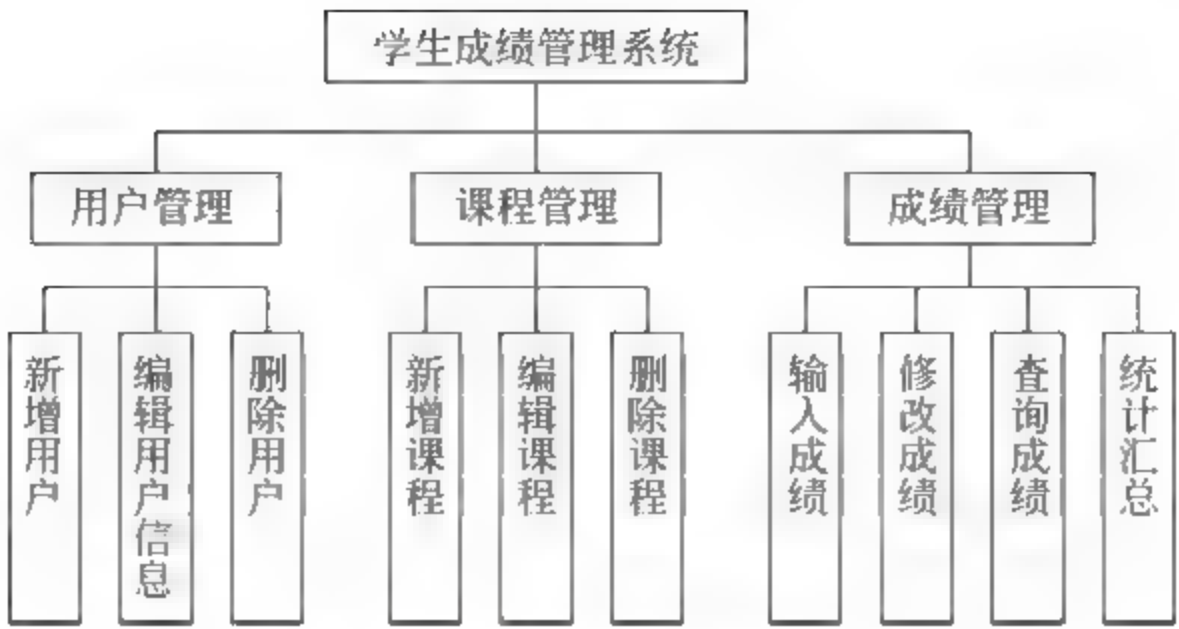 学生成绩管理系统
用户管理
课程管理
成绩管理
新增用户
编辑用户信息
删除用户
新增课程
编辑课程
删除课程
输入成绩
修改成绩
查询成绩
统计汇总